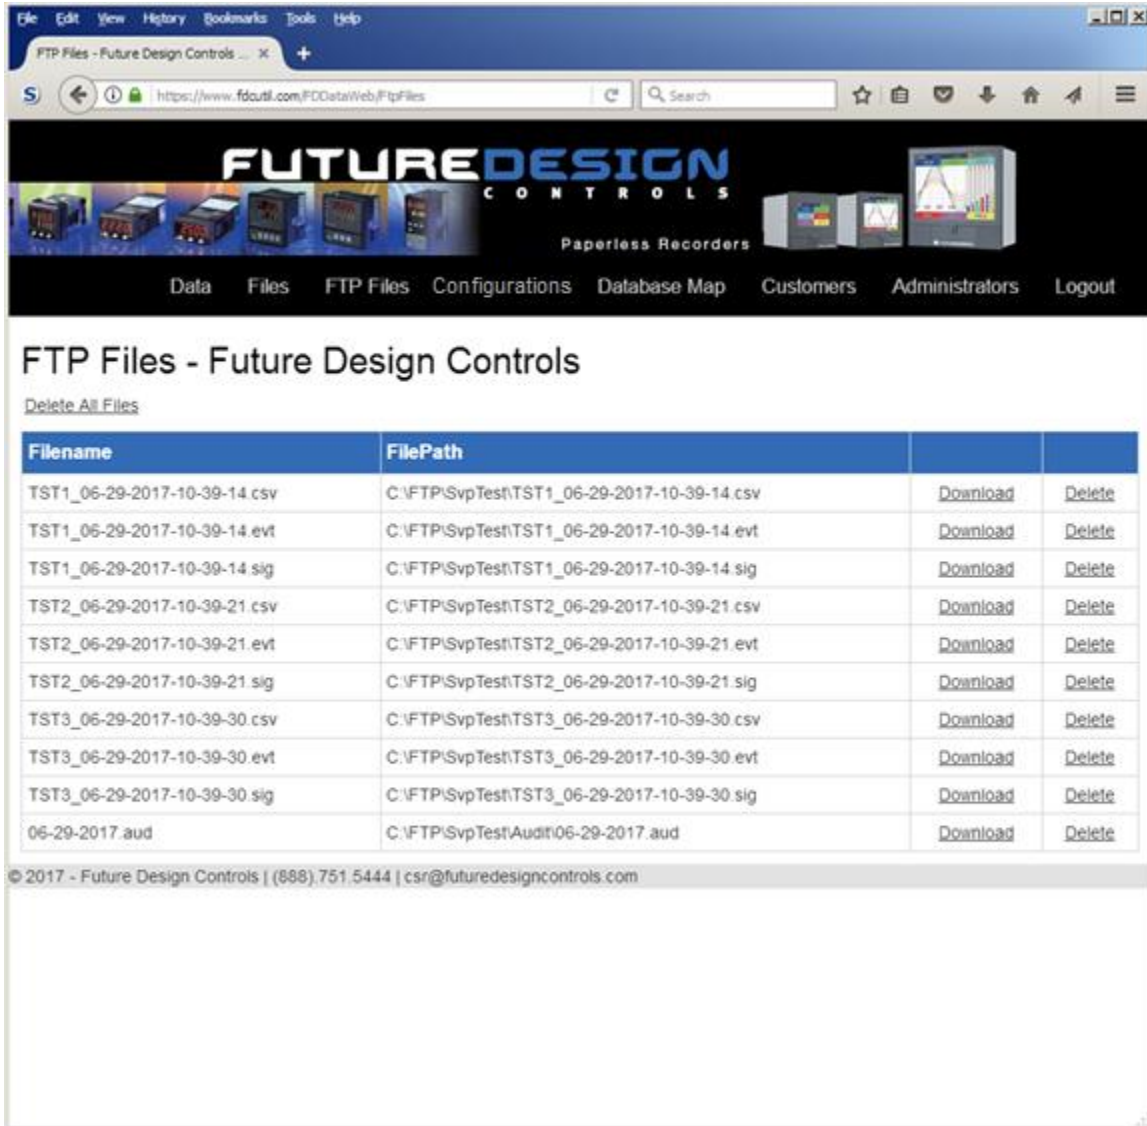 File Edit View History Bookmarks Tools Help
FTP Files - Future Design Controls ... × +
https://www.fdcutil.com/FDDataWeb/FtpFiles Search
FUTUREDESIGN
CONTROLS
Paperless Recorders
Data Files FTP Files Configurations Database Map Customers Administrators Logout
FTP Files - Future Design Controls
Delete All Files
Filename FilePath
TST1_06-29-2017-10-39-14.csv C:\FTP\SvpTest\TST1_06-29-2017-10-39-14.csv Download Delete
TST1_06-29-2017-10-39-14.evt C:\FTP\SvpTest\TST1_06-29-2017-10-39-14.evt Download Delete
TST1_06-29-2017-10-39-14.sig C:\FTP\SvpTest\TST1_06-29-2017-10-39-14.sig Download Delete
TST2_06-29-2017-10-39-21.csv C:\FTP\SvpTest\TST2_06-29-2017-10-39-21.csv Download Delete
TST2_06-29-2017-10-39-21.evt C:\FTP\SvpTest\TST2_06-29-2017-10-39-21.evt Download Delete
TST2_06-29-2017-10-39-21.sig C:\FTP\SvpTest\TST2_06-29-2017-10-39-21.sig Download Delete
TST3_06-29-2017-10-39-30.csv C:\FTP\SvpTest\TST3_06-29-2017-10-39-30.csv Download Delete
TST3_06-29-2017-10-39-30.evt C:\FTP\SvpTest\TST3_06-29-2017-10-39-30.evt Download Delete
TST3_06-29-2017-10-39-30.sig C:\FTP\SvpTest\TST3_06-29-2017-10-39-30.sig Download Delete
06-29-2017.aud C:\FTP\SvpTest\Audit\06-29-2017.aud Download Delete
© 2017 - Future Design Controls | (888).751.5444 | csr@futuredesigncontrols.com